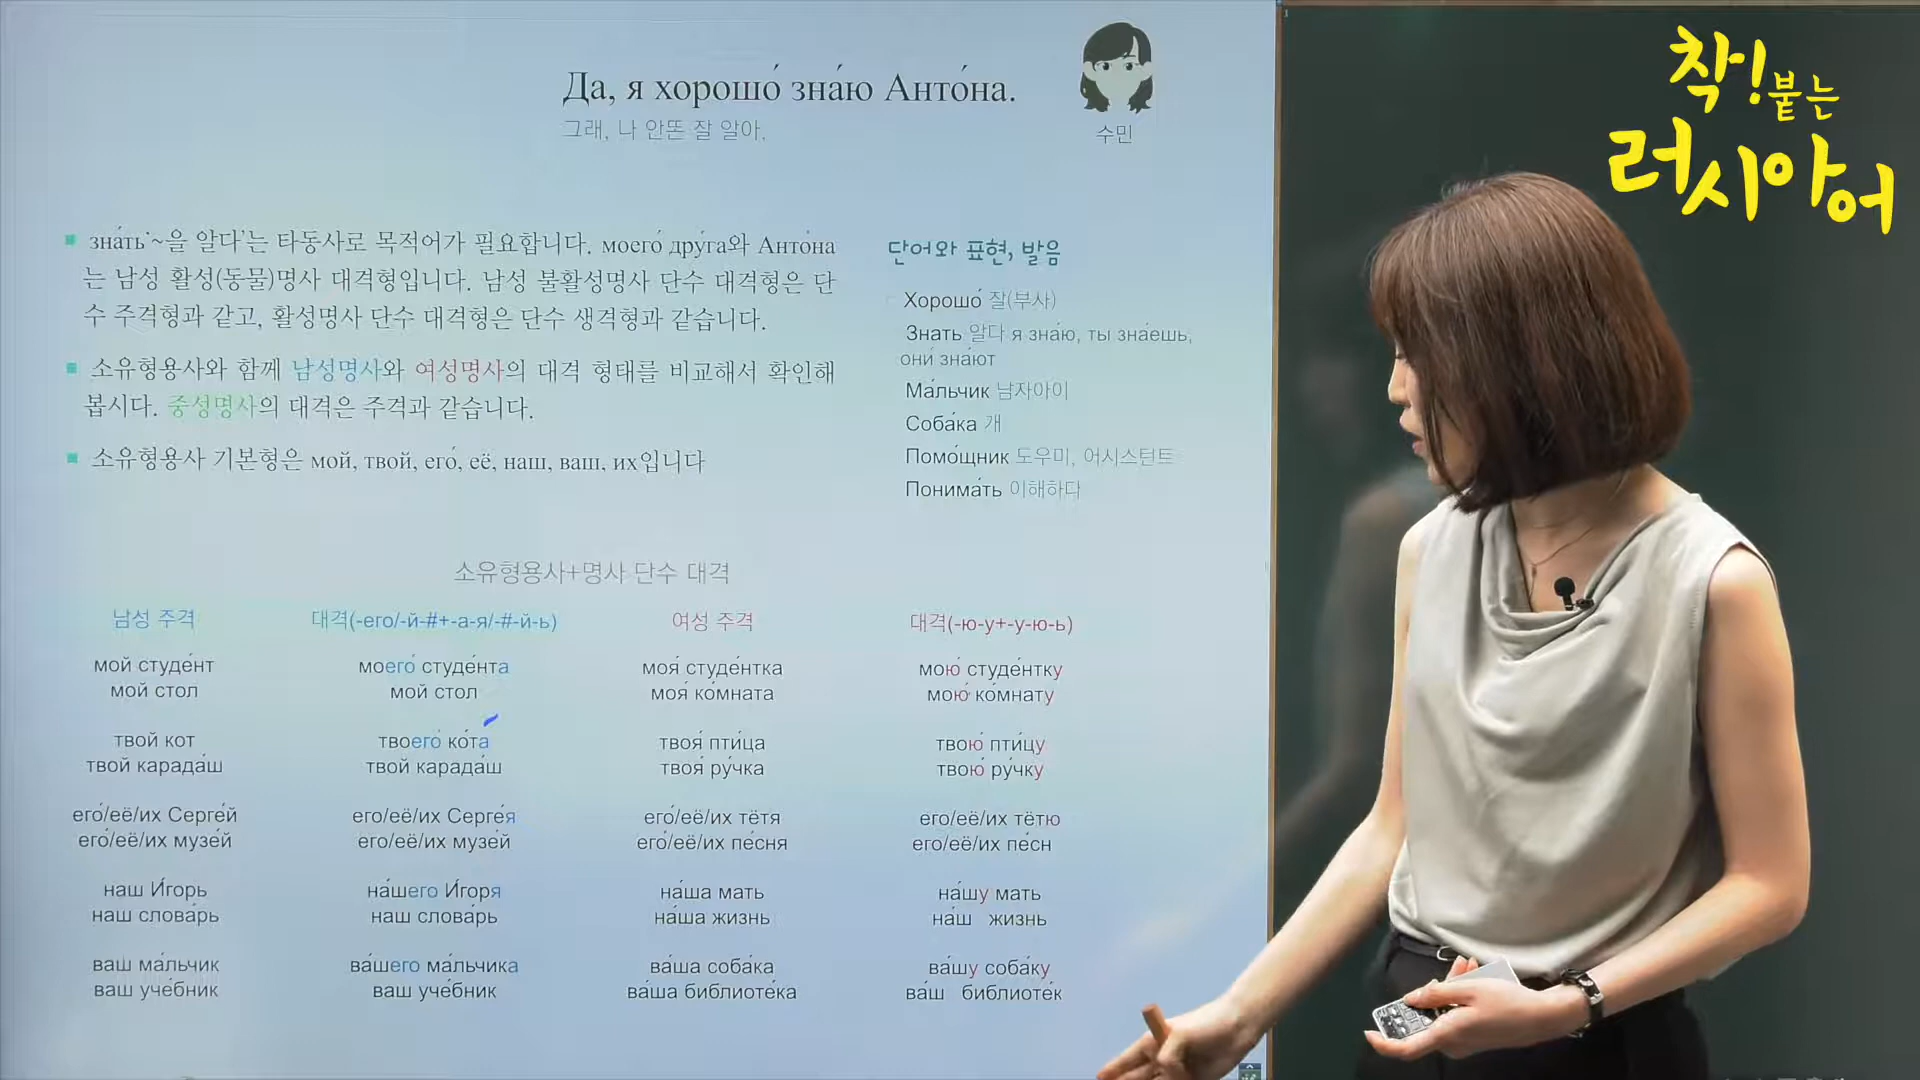 착! 붙는
러시아어
Да, я хорошо́ зна́ю Анто́на.
그래, 나 안똔 잘 알아.
수민
зна́ть‘~을 알다’는 타동사로 목적어가 필요합니다. моего́ дру́га와 Анто́на
는 남성 활성(동물)명사 대격형입니다. 남성 불활성명사 단수 대격형은 단
수 주격형과 같고, 활성명사 단수 대격형은 단수 생격형과 같습니다.
소유형용사와 함께 남성명사와 여성명사의 대격 형태를 비교해서 확인해
봅시다. 중성명사의 대격은 주격과 같습니다.
소유형용사 기본형은 мой, твой, его́, её, наш, ваш, их입니다
단어와 표현, 발음
Хорошо́ 잘(부사)
Знать 알다 я зна́ю, ты зна́ешь,
они́ зна́ют
Ма́льчик 남자아이
Соба́ка 개
Помо́щник 도우미, 어시스턴트
Понима́ть 이해하다
소유형용사+명사 단수 대격
남성 주격 대격(-его/-й-#+-а-я/-#-й-ь) 여성 주격 대격(-ю-у+-у-ю-ь)
мой студе́нт моего́ студе́нта моя́ студе́нтка мою́ студе́нтку
мой стол мой стол моя́ ко́мната мою́ ко́мнату
твой кот твоего́ ко́та твоя́ пти́ца твою́ пти́цу
твой карада́ш твой карада́ш твоя́ ру́чка твою́ ру́чку
его́/её/их Серге́й его/её/их Серге́я его́/её/их тётя его/её/их тётю
его́/её/их музе́й его/её/их музе́й его́/её/их пе́сня его/её/их пе́сн
наш И́горь на́шего И́горя на́ша мать на́шу мать
наш слова́рь наш слова́рь на́ша жизнь на́ш жизнь
ваш ма́льчик ва́шего ма́льчика ва́ша соба́ка ва́шу соба́ку
ваш уче́бник ваш уче́бник ва́ша библиоте́ка ва́ш библиоте́к